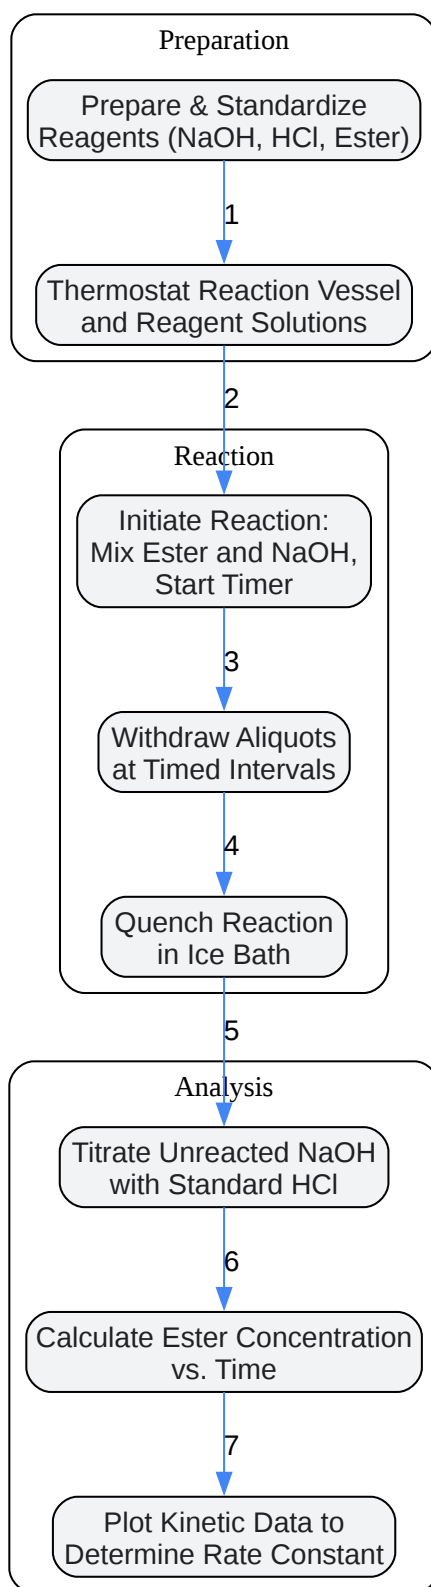 Preparation
Prepare & Standardize
Reagents (NaOH, HCl, Ester)
1
Thermostat Reaction Vessel
and Reagent Solutions
2
Reaction
Initiate Reaction:
Mix Ester and NaOH,
Start Timer
3
Withdraw Aliquots
at Timed Intervals
4
Quench Reaction
in Ice Bath
5
Analysis
Titrate Unreacted NaOH
with Standard HCl
6
Calculate Ester Concentration
vs. Time
7
Plot Kinetic Data to
Determine Rate Constant